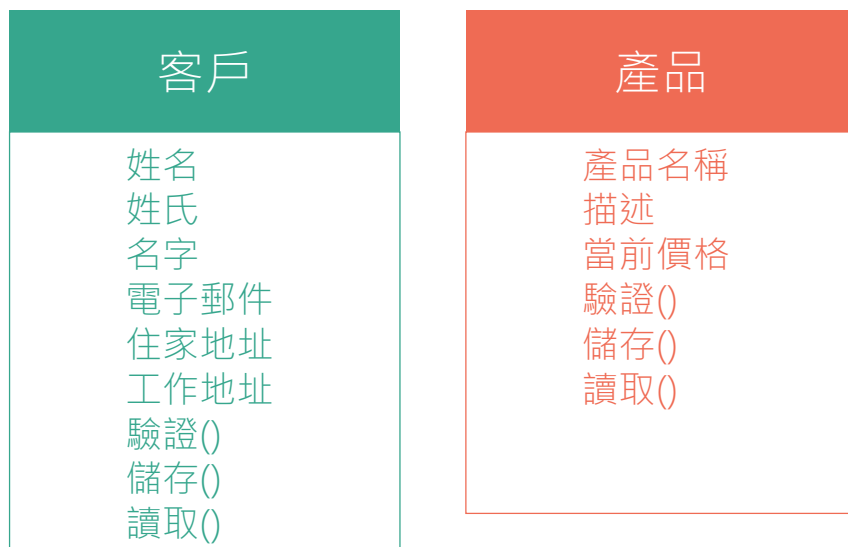 客戶
姓名
姓氏
名字
電子郵件
住家地址
工作地址
驗證()
儲存()
讀取()
產品
產品名稱
描述
當前價格
驗證()
儲存()
讀取()